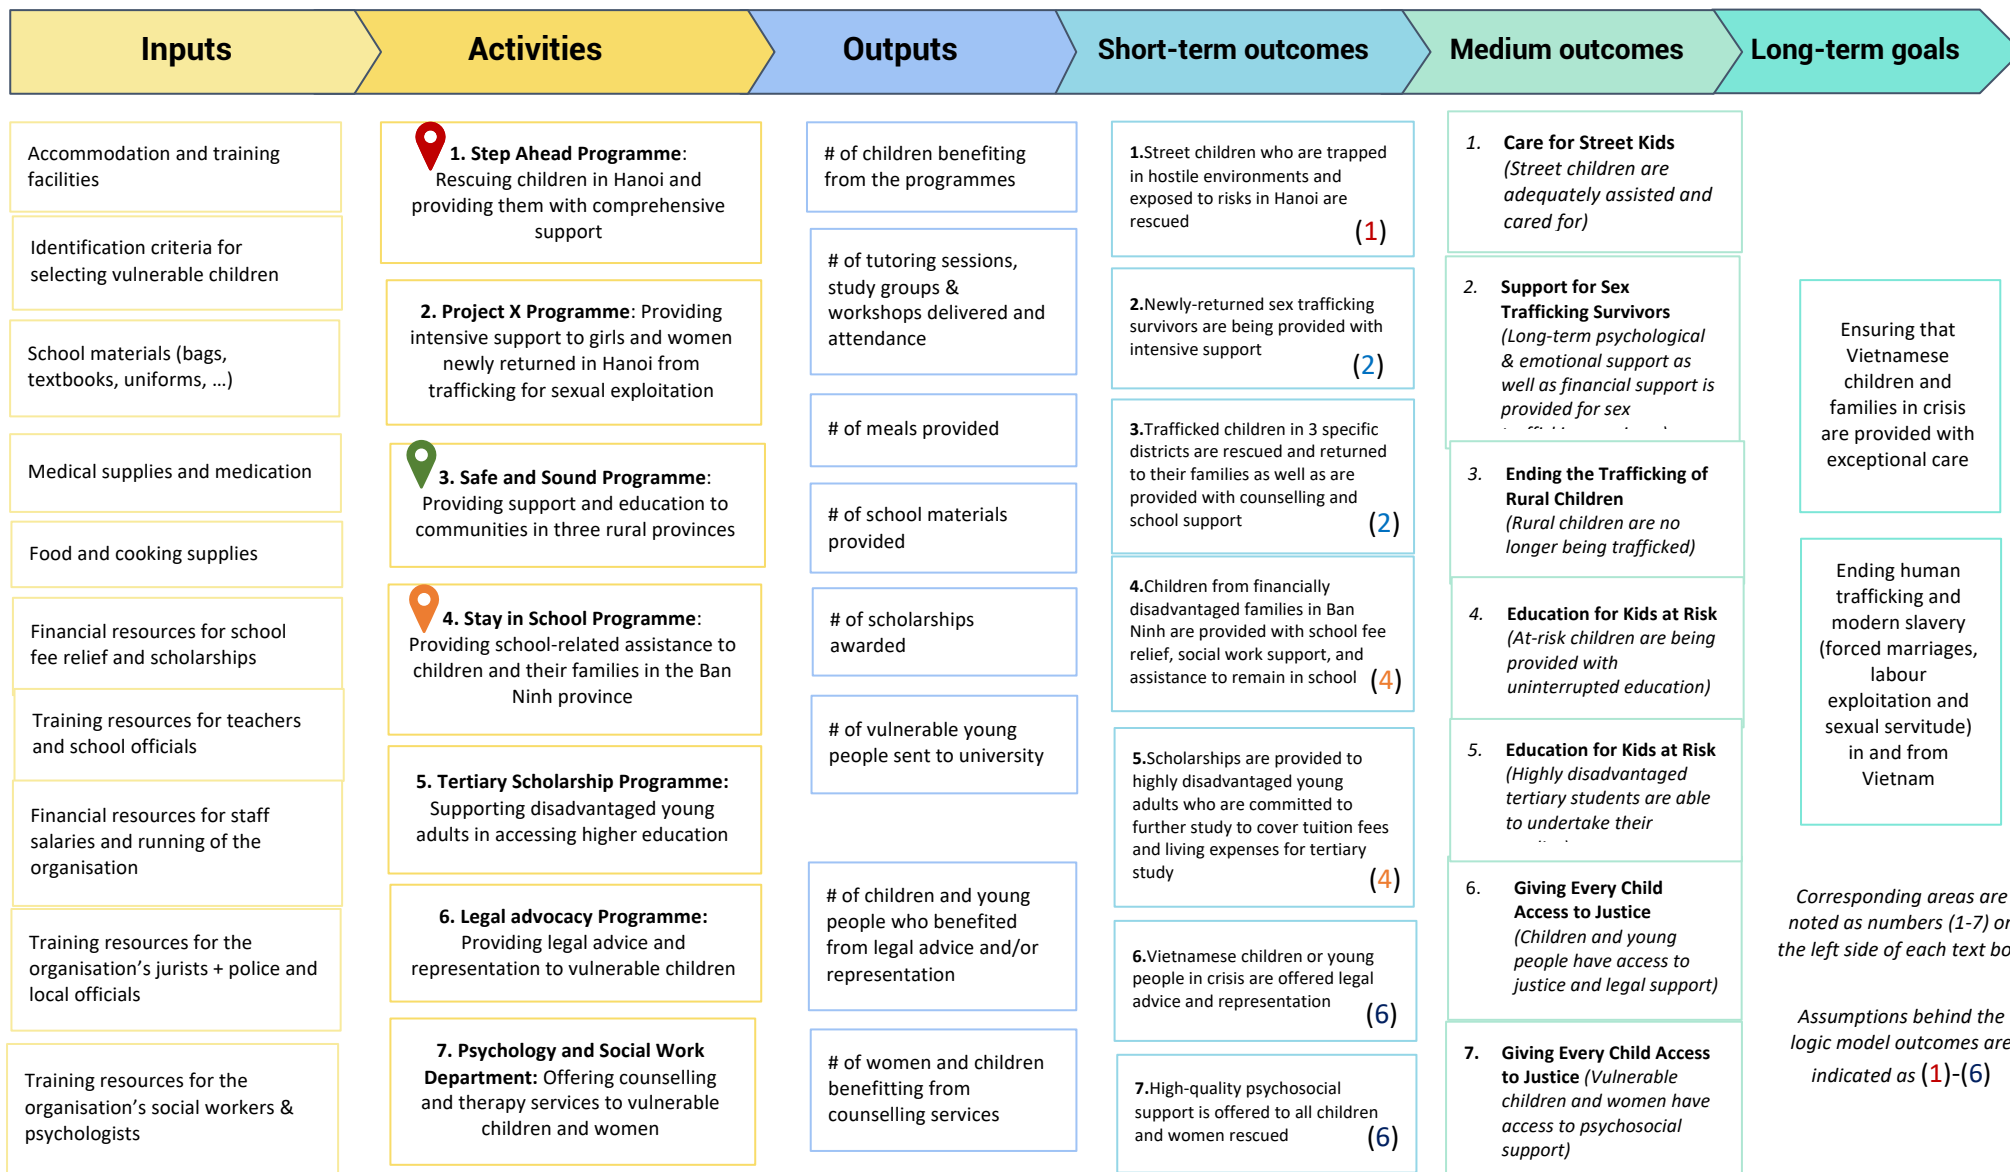 Inputs
Activities
Outputs
Short-term outcomes
Medium outcomes
Long-term goals
Accommodation and training
facilities
Identification criteria for
selecting vulnerable children
School materials (bags,
textbooks, uniforms, ...)
Medical supplies and medication
Food and cooking supplies
Financial resources for school
fee relief and scholarships
Training resources for teachers
and school officials
Financial resources for staff
salaries and running of the
organisation
Training resources for the
organisation's jurists + police and
local officials
Training resources for the
organisation's social workers &
psychologists
1. Step Ahead Programme:
Rescuing children in Hanoi and
providing them with comprehensive
support
2. Project X Programme: Providing
intensive support to girls and women
newly returned in Hanoi from
trafficking for sexual exploitation
3. Safe and Sound Programme:
Providing support and education to
communities in three rural provinces
4. Stay in School Programme:
Providing school-related assistance to
children and their families in the Ban
Ninh province
5. Tertiary Scholarship Programme:
Supporting disadvantaged young
adults in accessing higher education
6. Legal advocacy Programme:
Providing legal advice and
representation to vulnerable children
7. Psychology and Social Work
Department: Offering counselling
and therapy services to vulnerable
children and women
# of children benefiting
from the programmes
# of tutoring sessions,
study groups &
workshops delivered and
attendance
# of meals provided
# of school materials
provided
# of scholarships
awarded
# of vulnerable young
people sent to university
# of children and young
people who benefited
from legal advice and/or
representation
# of women and children
benefitting from
counselling services
1.Street children who are trapped
in hostile environments and
exposed to risks in Hanoi are
rescued
(1)
2.Newly-returned sex trafficking
survivors are being provided with
intensive support
(2)
3.Trafficked children in 3 specific
districts are rescued and returned
to their families as well as are
provided with counselling and
school support
(2)
4.Children from financially
disadvantaged families in Ban
Ninh are provided with school fee
relief, social work support, and
assistance to remain in school (4)
5.Scholarships are provided to
highly disadvantaged young
adults who are committed to
further study to cover tuition fees
and living expenses for tertiary
study
(4)
6.Vietnamese children or young
people in crisis are offered legal
advice and representation
(6)
7.High-quality psychosocial
support is offered to all children
and women rescued
(6)
1. Care for Street Kids
(Street children are
adequately assisted and
cared for)
2. Support for Sex
Trafficking Survivors
(Long-term psychological
& emotional support as
well as financial support is
provided for sex
3. Ending the Trafficking of
Rural Children
(Rural children are no
longer being trafficked)
4. Education for Kids at Risk
(At-risk children are being
provided with
uninterrupted education)
5. Education for Kids at Risk
(Highly disadvantaged
tertiary students are able
to undertake their
6. Giving Every Child
Access to Justice
(Children and young
people have access to
justice and legal support)
7. Giving Every Child Access
to Justice (Vulnerable
children and women have
access to psychosocial
support)
Ensuring that
Vietnamese
children and
families in crisis
are provided with
exceptional care
Ending human
trafficking and
modern slavery
(forced marriages,
labour
exploitation and
sexual servitude)
in and from
Vietnam
Corresponding areas are
noted as numbers (1-7) on
the left side of each text bo
Assumptions behind the
logic model outcomes are
indicated as (1)-(6)